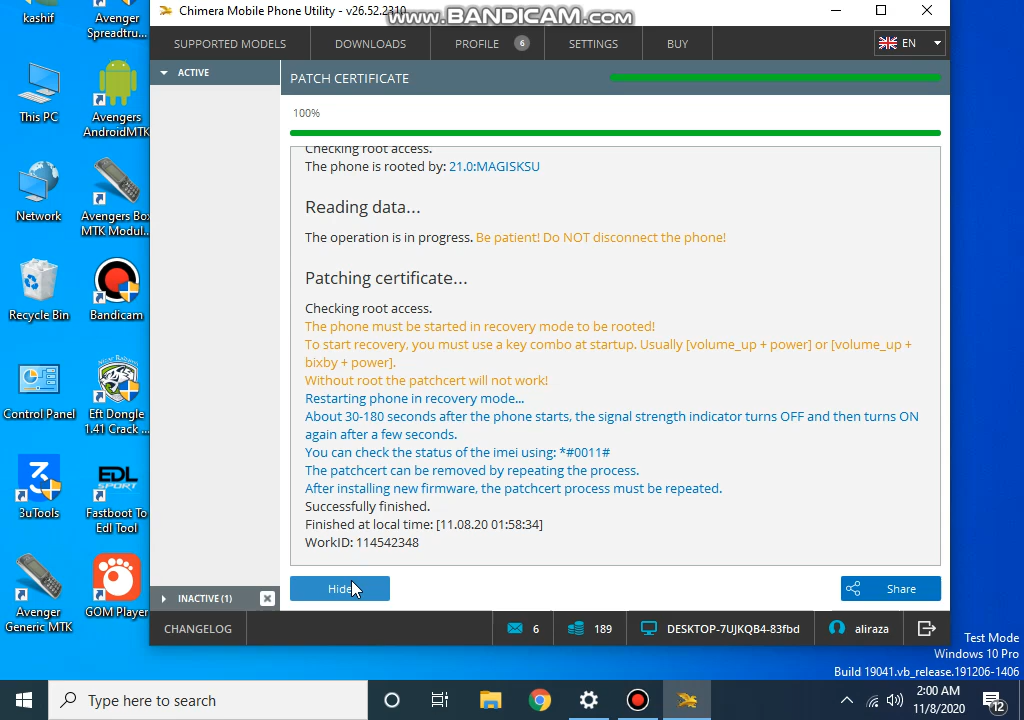 kashif
Avenger
Spreadtru...
This PC
Avengers
AndroidMTK
Network
Avengers Box
MTK Modul...
Recycle Bin
Bandicam
Control Panel
Eft Dongle
1.41 Crack ...
3uTools
EDL
SPORT
Fastboot To
Edl Tool
Avenger
Generic MTK
GOM Player
Chimera Mobile Phone Utility - v26.52.2310
www.BANDICAM.com
SUPPORTED MODELS
DOWNLOADS
PROFILE 6
SETTINGS
BUY
EN
ACTIVE
PATCH CERTIFICATE
100%
Checking root access.
The phone is rooted by: 21.0:MAGISKSU
Reading data...
The operation is in progress. Be patient! Do NOT disconnect the phone!
Patching certificate...
Checking root access.
The phone must be started in recovery mode to be rooted!
To start recovery, you must use a key combo at startup. Usually [volume_up + power] or [volume_up +
bixby + power].
Without root the patchcert will not work!
Restarting phone in recovery mode...
About 30-180 seconds after the phone starts, the signal strength indicator turns OFF and then turns ON
again after a few seconds.
You can check the status of the imei using: *#0011#
The patchcert can be removed by repeating the process.
After installing new firmware, the patchcert process must be repeated.
Successfully finished.
Finished at local time: [11.08.20 01:58:34]
WorkID: 114542348
Hide
Share
INACTIVE (1)
CHANGELOG
6
189
DESKTOP-7UJKQB4-83fbd
aliraza
Test Mode
Windows 10 Pro
Build 19041.vb_release.191206-1406
Type here to search
2:00 AM
11/8/2020
12